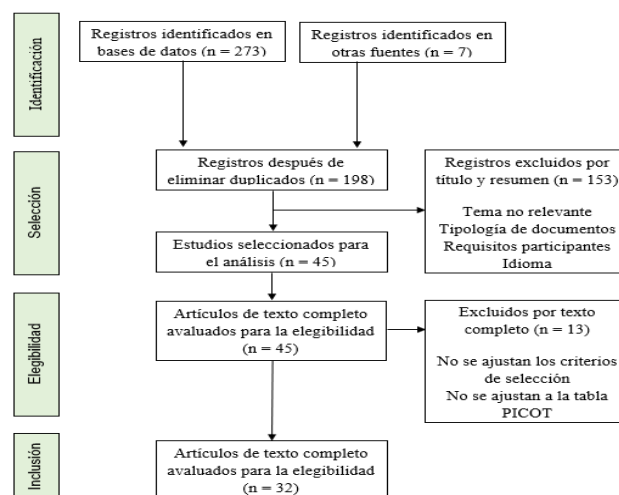 Identificación
Registros identificados en
bases de datos (n = 273)
Registros identificados en
otras fuentes (n = 7)
Selección
Registros después de
eliminar duplicados (n = 198)
Registros excluidos por
título y resumen (n = 153)
Tema no relevante
Tipología de documentos
Requisitos participantes
Idioma
Estudios seleccionados para
el análisis (n = 45)
Elegibilidad
Artículos de texto completo
evaluados para la elegibilidad
(n = 45)
Excluidos por texto
completo (n = 13)
No se ajustan los criterios
de selección
No se ajustan a la tabla
PICOT
Inclusión
Artículos de texto completo
avaluados para la elegibilidad
(n = 32)